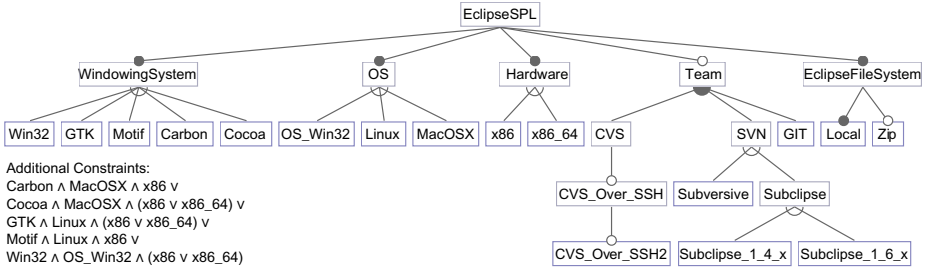 EclipseSPL
WindowingSystem OS Hardware Team EclipseFileSystem
Win32 GTK Motif Carbon Cocoa OS_Win32 Linux MacOSX x86 x86_64 CVS SVN GIT Local Zip
Additional Constraints:
Carbon ∧ MacOSX ∧ x86 ∨
Cocoa ∧ MacOSX ∧ (x86 ∨ x86_64) ∨
GTK ∧ Linux ∧ (x86 ∨ x86_64) ∨
Motif ∧ Linux ∧ x86 ∨
Win32 ∧ OS_Win32 ∧ (x86 ∨ x86_64)
CVS_Over_SSH Subversive Subclipse
CVS_Over_SSH2 Subclipse_1_4_x Subclipse_1_6_x